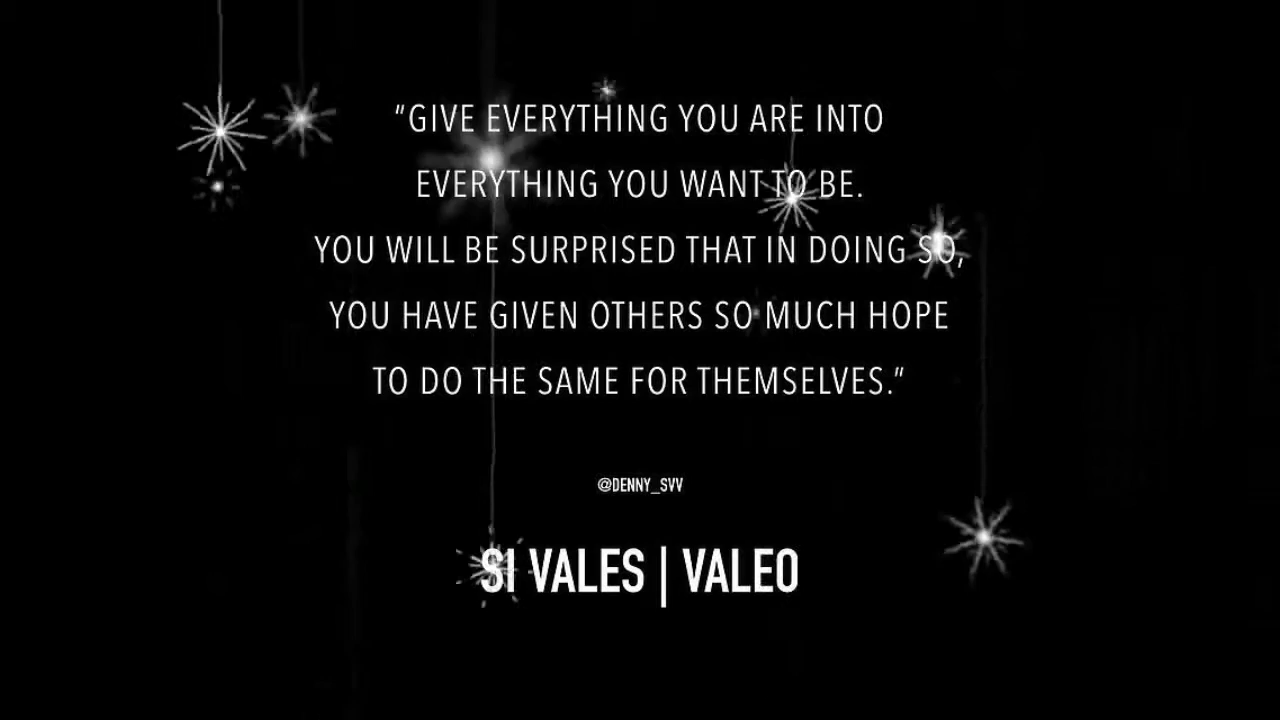 "GIVE EVERYTHING YOU ARE INTO
EVERYTHING YOU WANT TO BE.
YOU WILL BE SURPRISED THAT IN DOING SO,
YOU HAVE GIVEN OTHERS SO MUCH HOPE
TO DO THE SAME FOR THEMSELVES."
@DENNY_SVV
SI VALES | VALEO